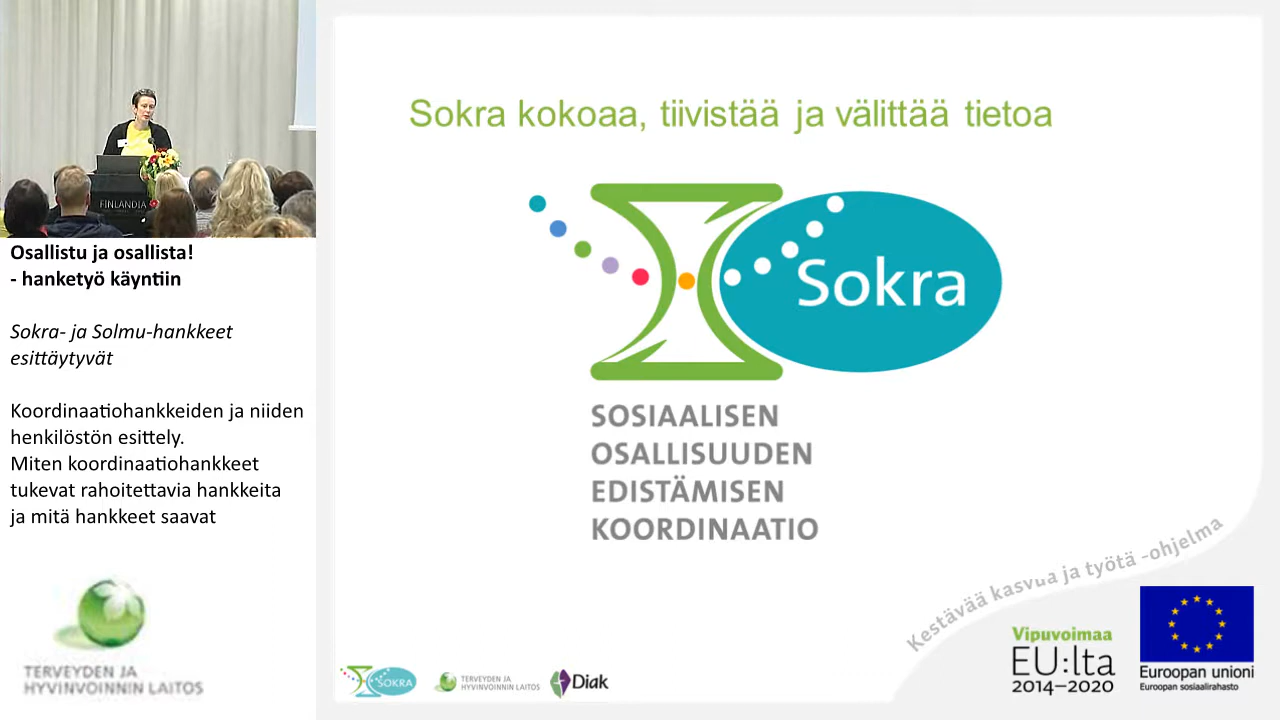 FINLANDIA
Osallistu ja osallista!
- hanketyö käyntiin
Sokra- ja Solmu-hankkeet
esittäytyvät
Koordinaatiohankkeiden ja niiden
henkilöstön esittely.
Miten koordinaatiohankkeet
tukevat rahoitettavia hankkeita
ja mitä hankkeet saavat
TERVEYDEN JA
HYVINVOINNIN LAITOS
Sokra kokoaa, tiivistää ja välittää tietoa
Sokra
SOSIAALISEN
OSALLISUUDEN
EDISTÄMISEN
KOORDINAATIO
Kestävää kasvua ja työtä -ohjelma
SOKRA
TERVEYDEN JA
HYVINVOINNIN LAITOS
Diak
Vipuvoimaa
EU:lta
2014–2020
Euroopan unioni
Euroopan sosiaalirahasto